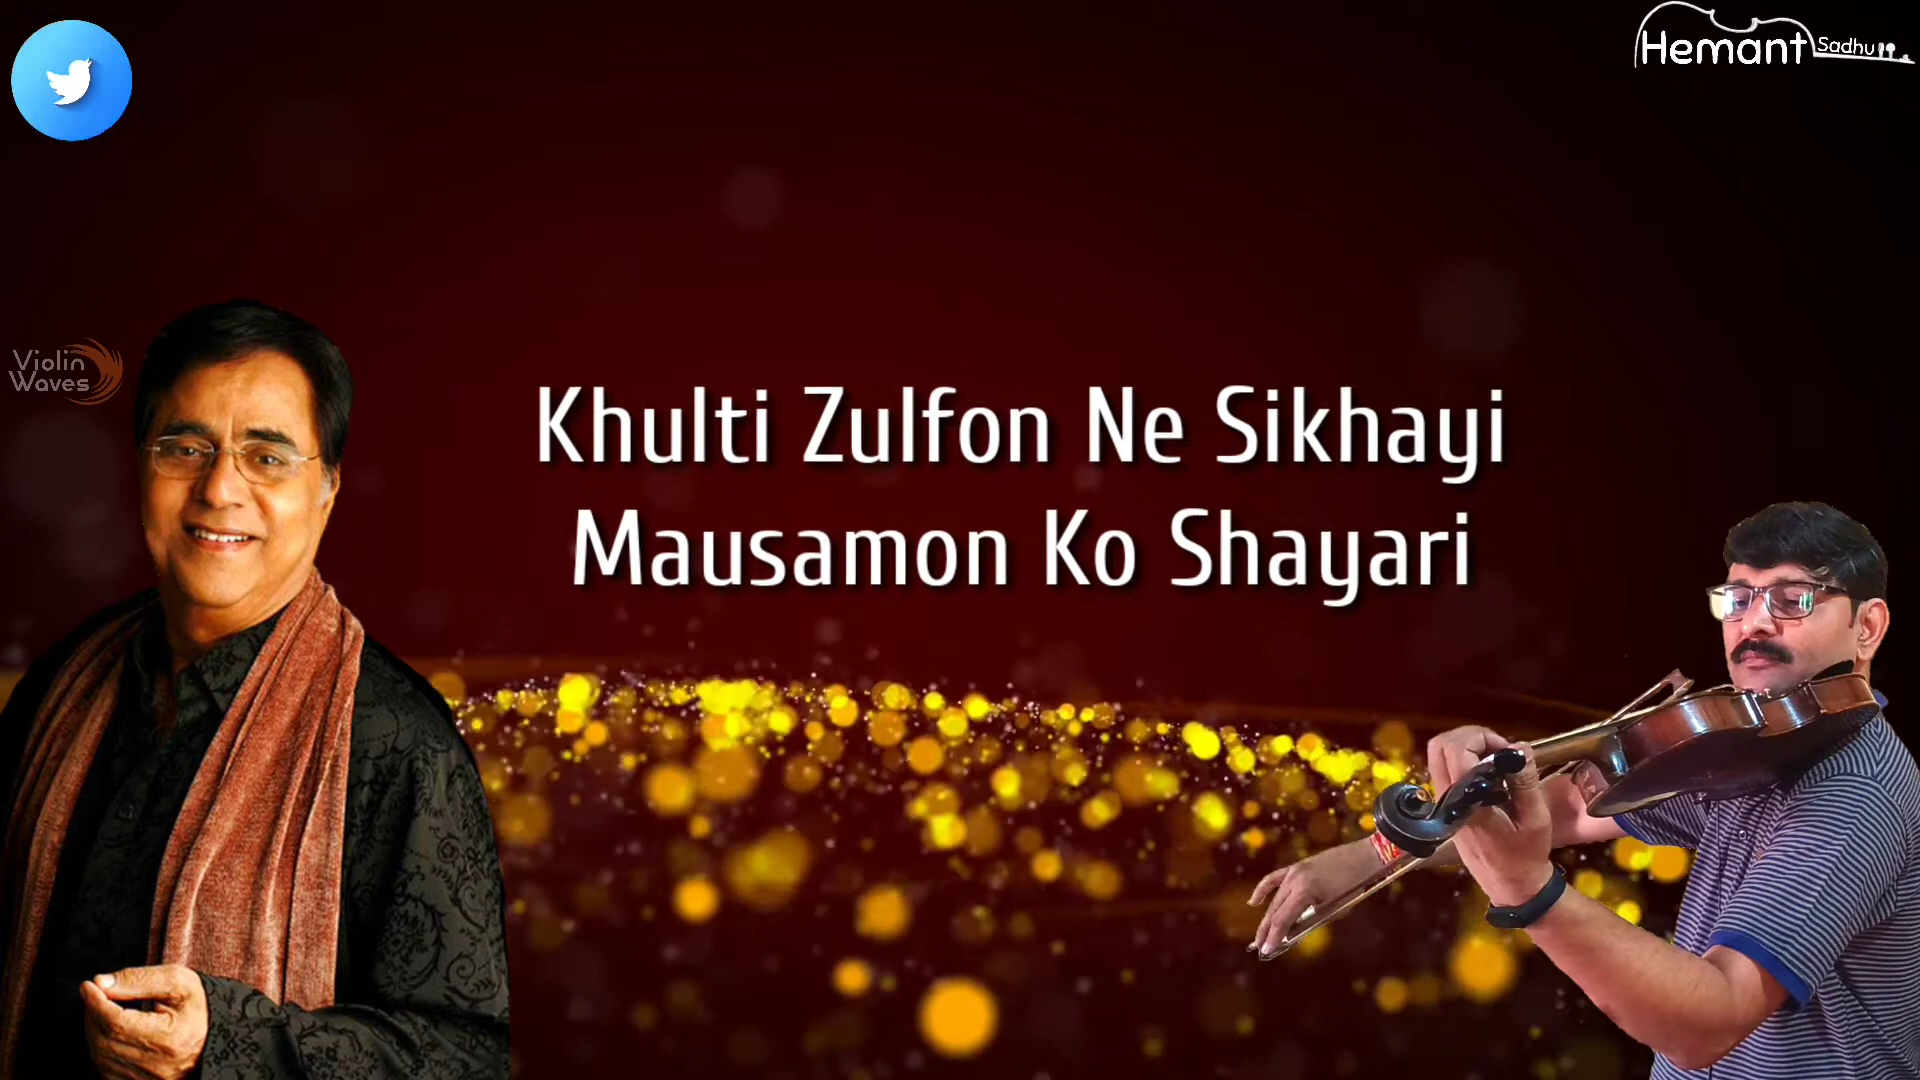 Hemant Sadhu
Violin
Waves
Khulti Zulfon Ne Sikhayi
Mausamon Ko Shayari